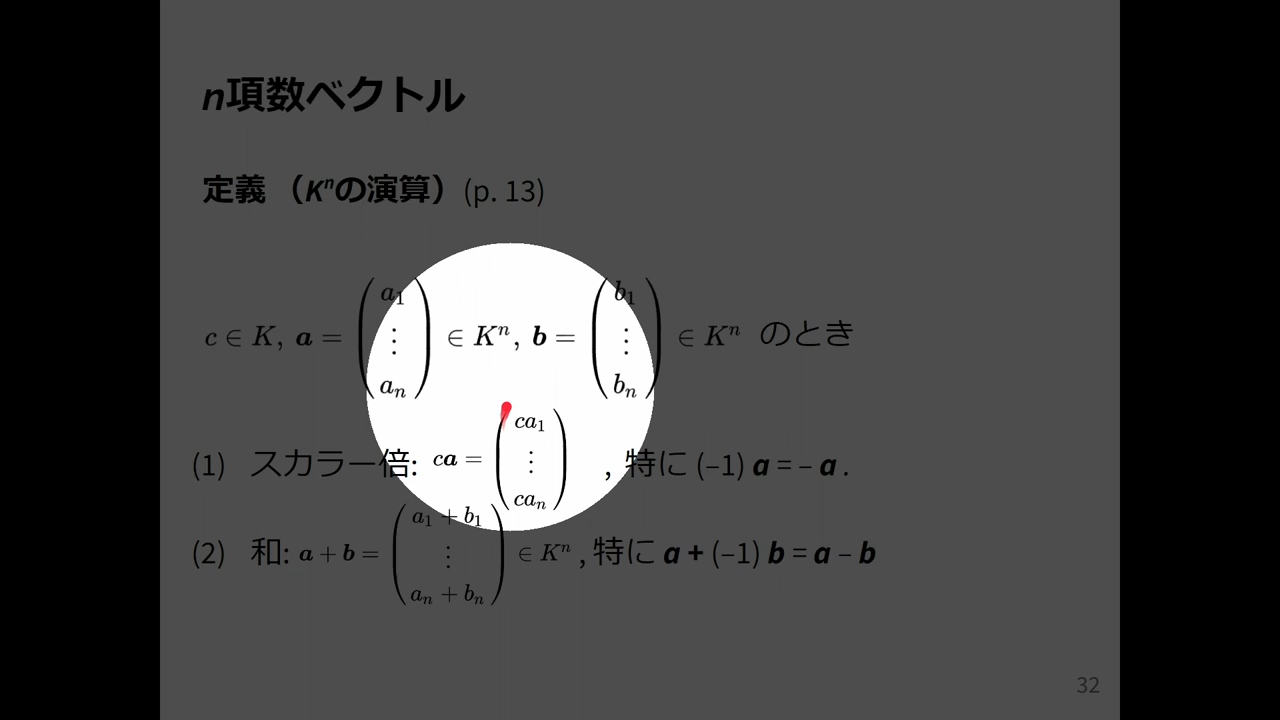 n項数ベクトル
定義 （Kⁿの演算）(p. 13)
c ∈ K, a = (a₁ ⋮ aₙ) ∈ Kⁿ, b = (b₁ ⋮ bₙ) ∈ Kⁿ のとき
(1) スカラー倍: ca = (ca₁ ⋮ caₙ) , 特に (–1) a = – a .
(2) 和: a + b = (a₁ + b₁ ⋮ aₙ + bₙ) ∈ Kⁿ , 特に a + (–1) b = a – b
32